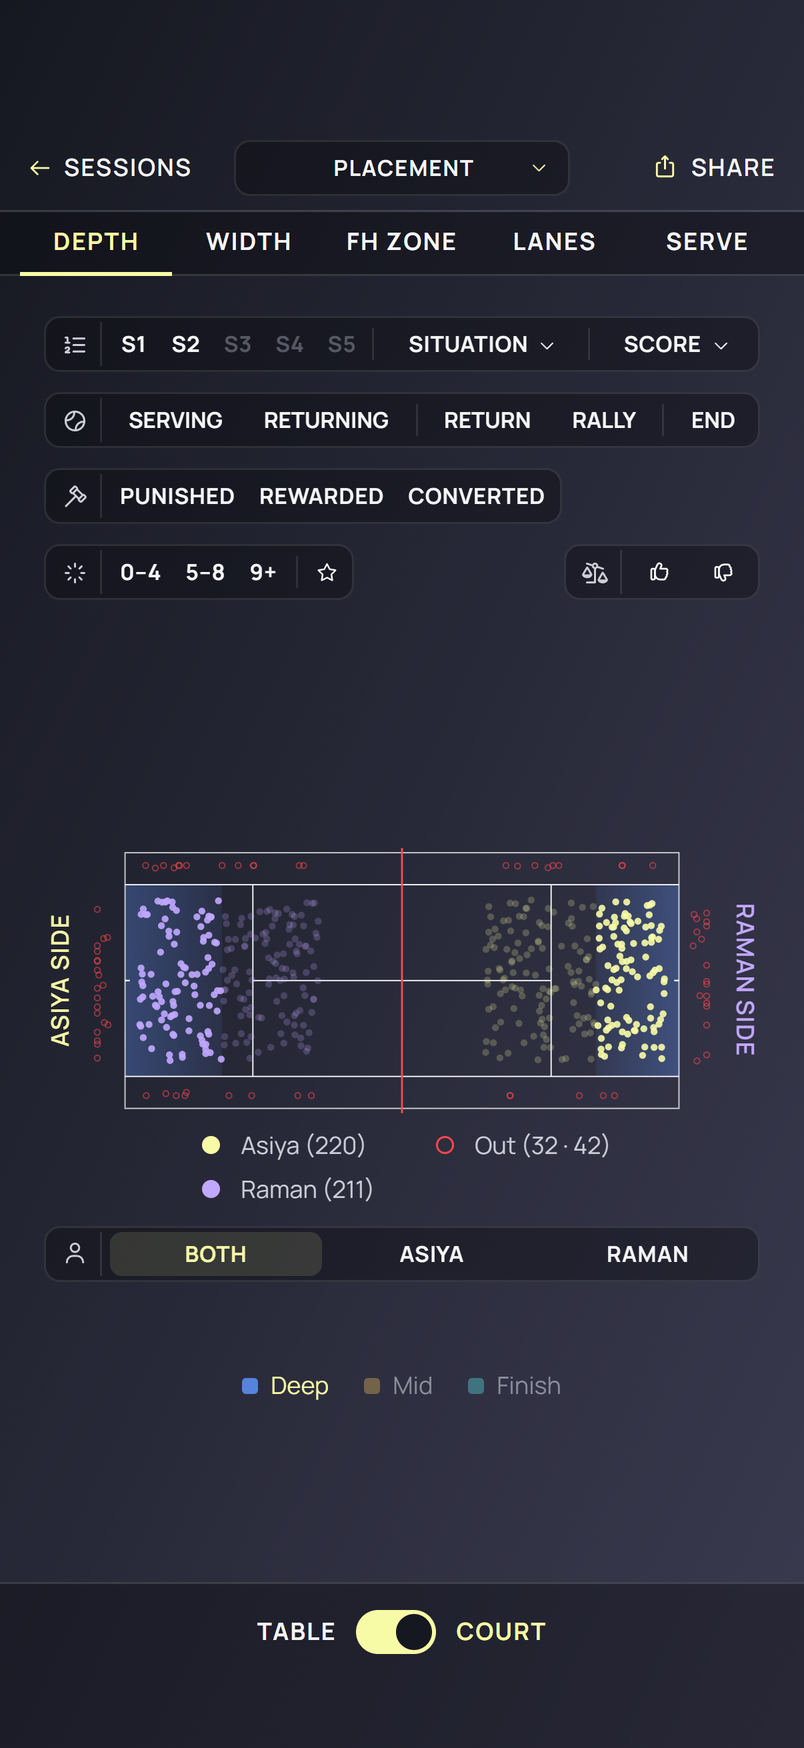 SESSIONS
PLACEMENT
SHARE
DEPTH WIDTH FH ZONE LANES SERVE
S1 S2 S3 S4 S5 SITUATION SCORE
SERVING RETURNING RETURN RALLY END
PUNISHED REWARDED CONVERTED
0–4 5–8 9+
ASIYA SIDE
RAMAN SIDE
Asiya (220) Out (32 · 42)
Raman (211)
BOTH ASIYA RAMAN
Deep Mid Finish
TABLE COURT